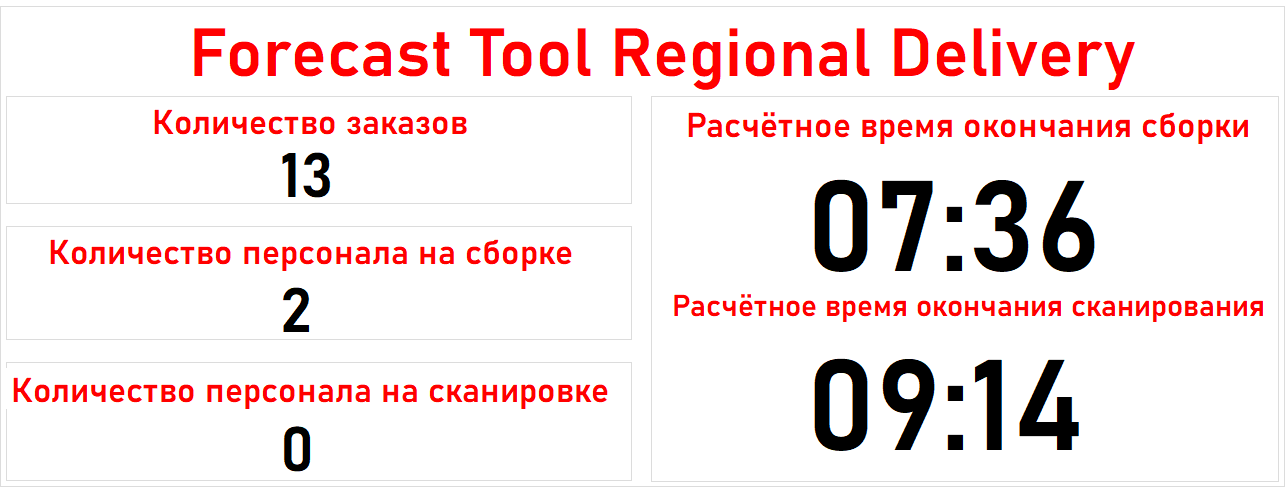 Forecast Tool Regional Delivery
Количество заказов
13
Количество персонала на сборке
2
Количество персонала на сканировке
0
Расчётное время окончания сборки
07:36
Расчётное время окончания сканирования
09:14